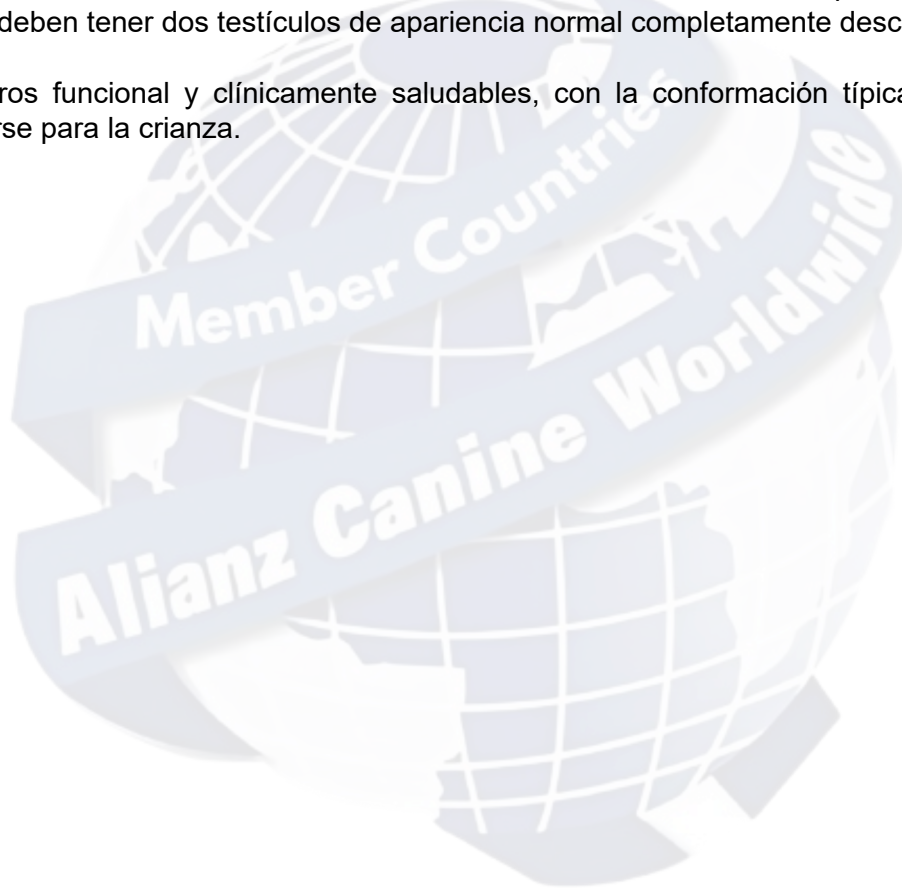 deben tener dos testículos de apariencia normal completamente desc
ros funcional y clínicamente saludables, con la conformación típica
rse para la crianza.
Member Countries
Alianz Canine Worldwide